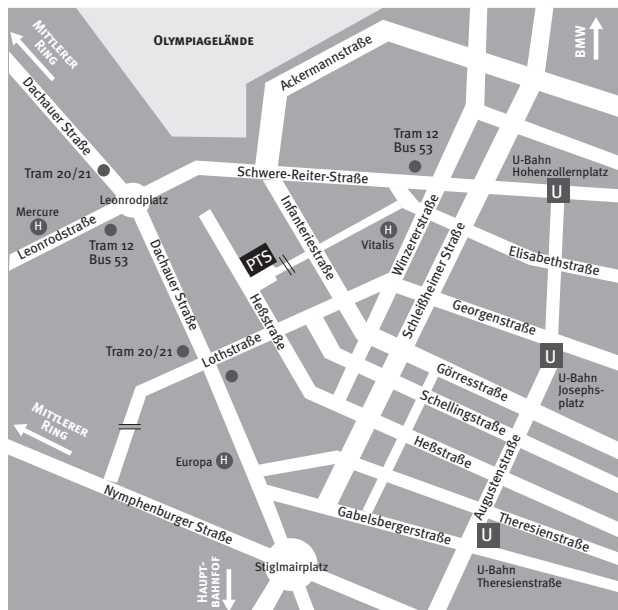 OLYMPIAGELÄNDE
MITTLERER
RING
BMW
Ackermannstraße
Dachauer Straße
Tram 12
Bus 53
Tram 20/21
Schwere-Reiter-Straße
U-Bahn
Hohenzollernplatz
U
Leonrodplatz
Mercure
H
Leonrodstraße
Tram 12
Bus 53
Infanteriestraße
H
Vitalis
Winzererstraße
Elisabethstraße
Schleißheimer Straße
PTS
Dachauer Straße
Heßstraße
Georgenstraße
Tram 20/21
Lothstraße
U
U-Bahn
Josephs-
platz
Görresstraße
Schellingstraße
Heßstraße
MITTLERER
RING
Europa
H
Augustenstraße
Nymphenburger Straße
Gabelsbergerstraße
Theresienstraße
U
Stiglmairplatz
U-Bahn
Theresienstraße
HAUPT-
BAHNFOF